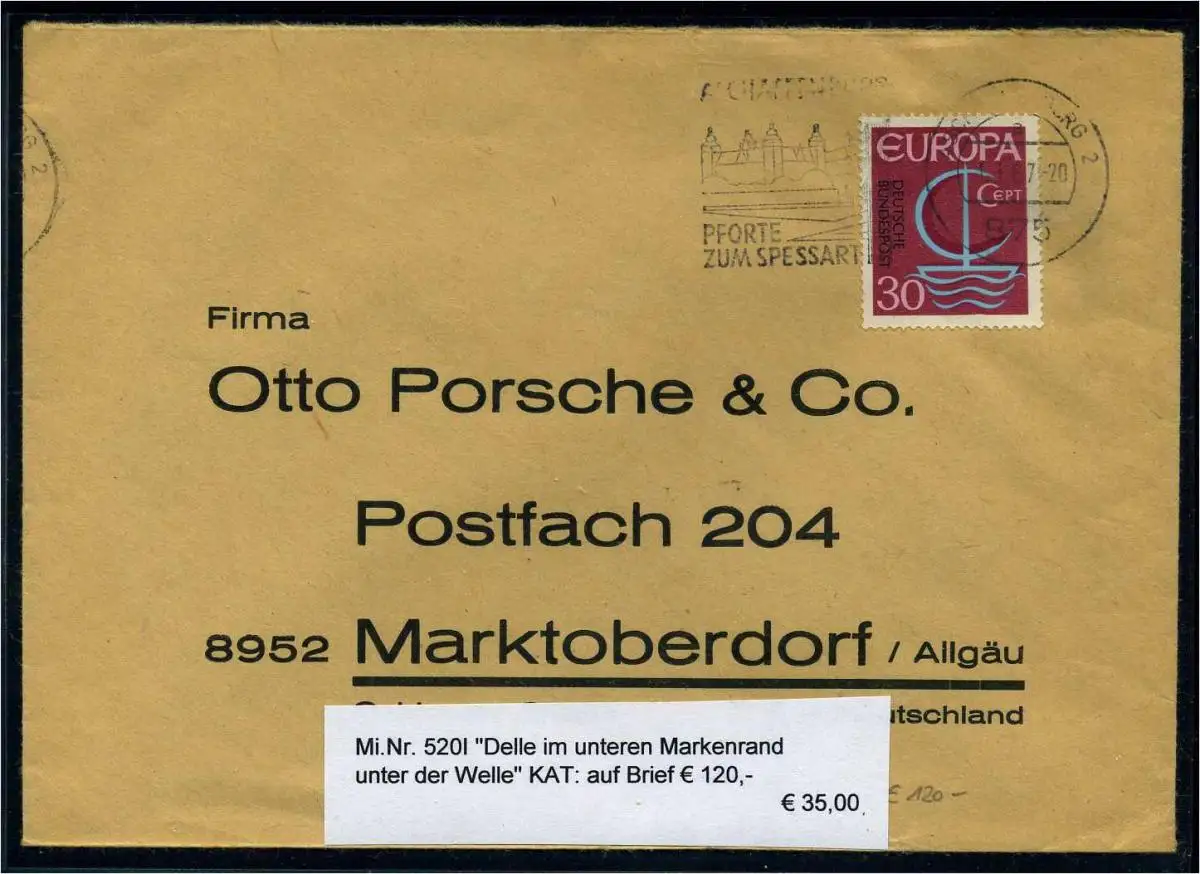 PFORTE
ZUM SPESSART
EUROPA
CEPT
DEUTSCHE
BUNDESPOST
30
875
Firma
Otto Porsche & Co.
Postfach 204
8952 Marktoberdorf / Allgäu
Mi.Nr. 520I "Delle im unteren Markenrand
unter der Welle" KAT: auf Brief € 120,-
€ 35,00
€ 120-